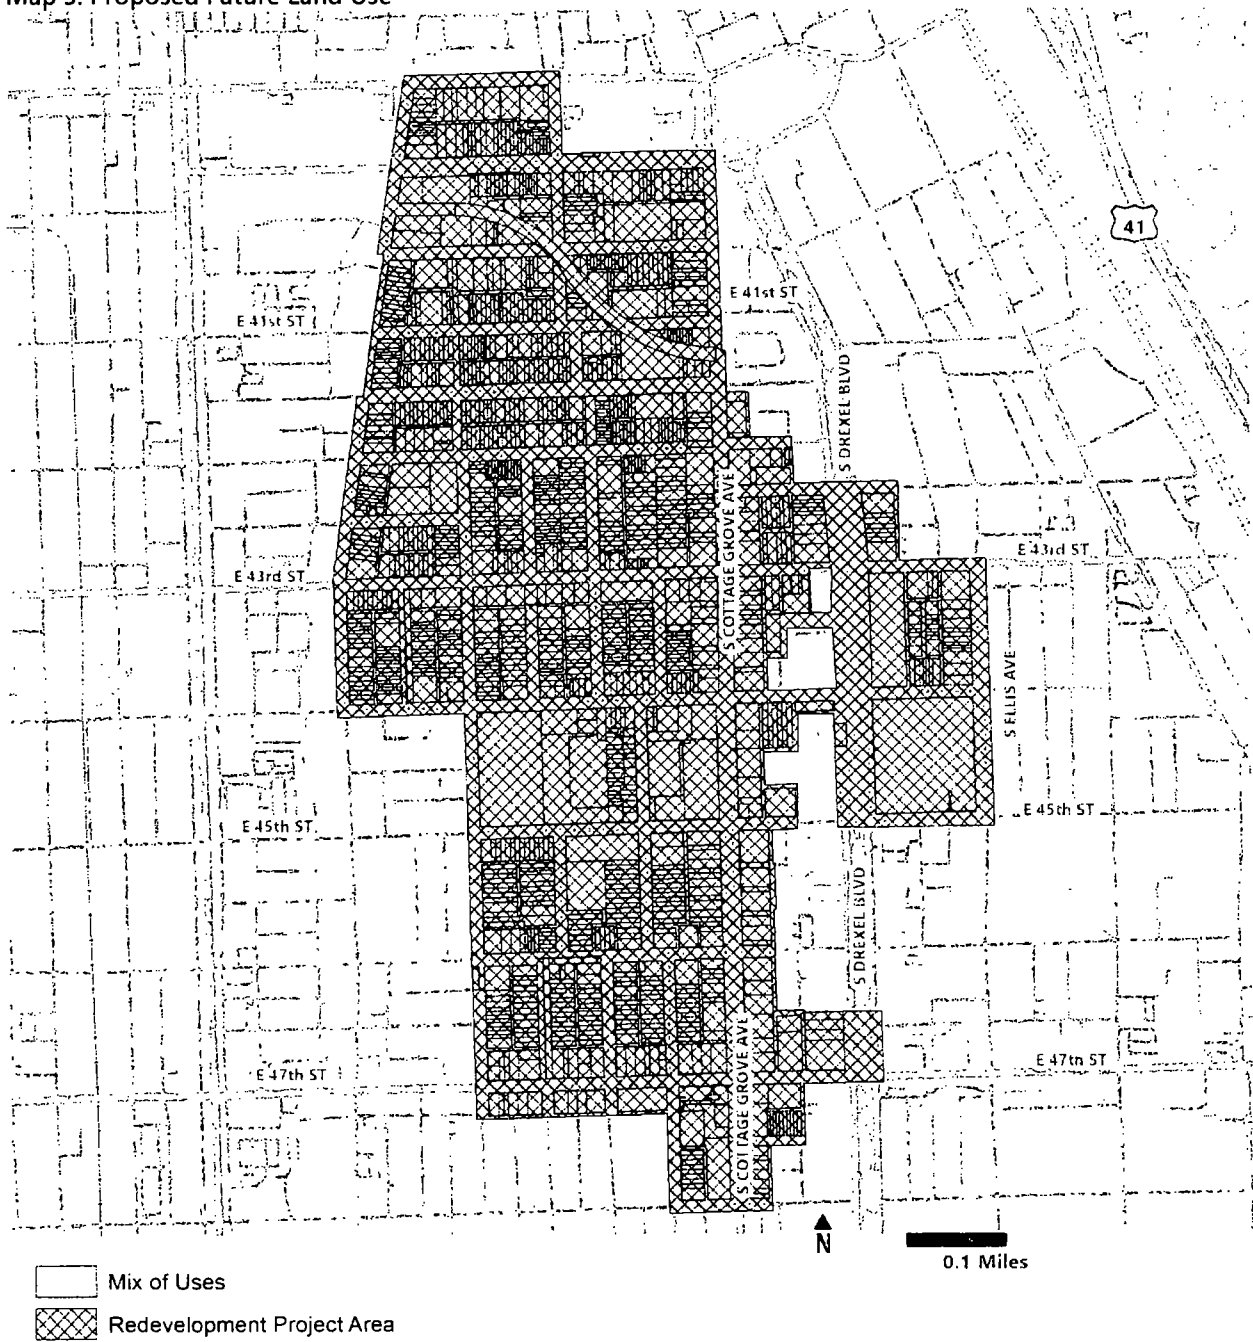 Map 3. Proposed Future Land Use
41
E 41st ST
E 41st ST
S DREXEL BLVD
S COTTAGE GROVE AVE
E 43rd ST
E 43rd ST
S ELLIS AVE
E 45th ST
E 45th ST
S DREXEL BLVD
S COTTAGE GROVE AVE
E 47th ST
E 47th ST
N
0.1 Miles
Mix of Uses
Redevelopment Project Area